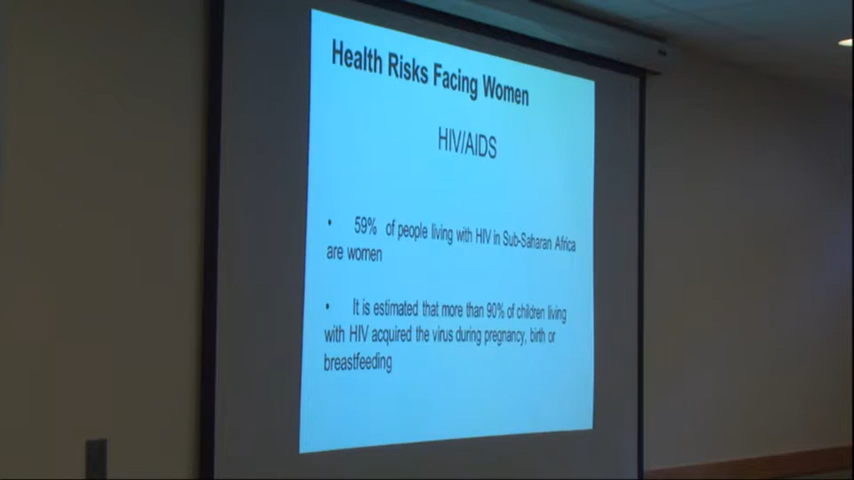 Health Risks Facing Women
HIV/AIDS
• 59% of people living with HIV in Sub-Saharan Africa
are women
• It is estimated that more than 90% of children living
with HIV acquired the virus during pregnancy, birth or
breastfeeding